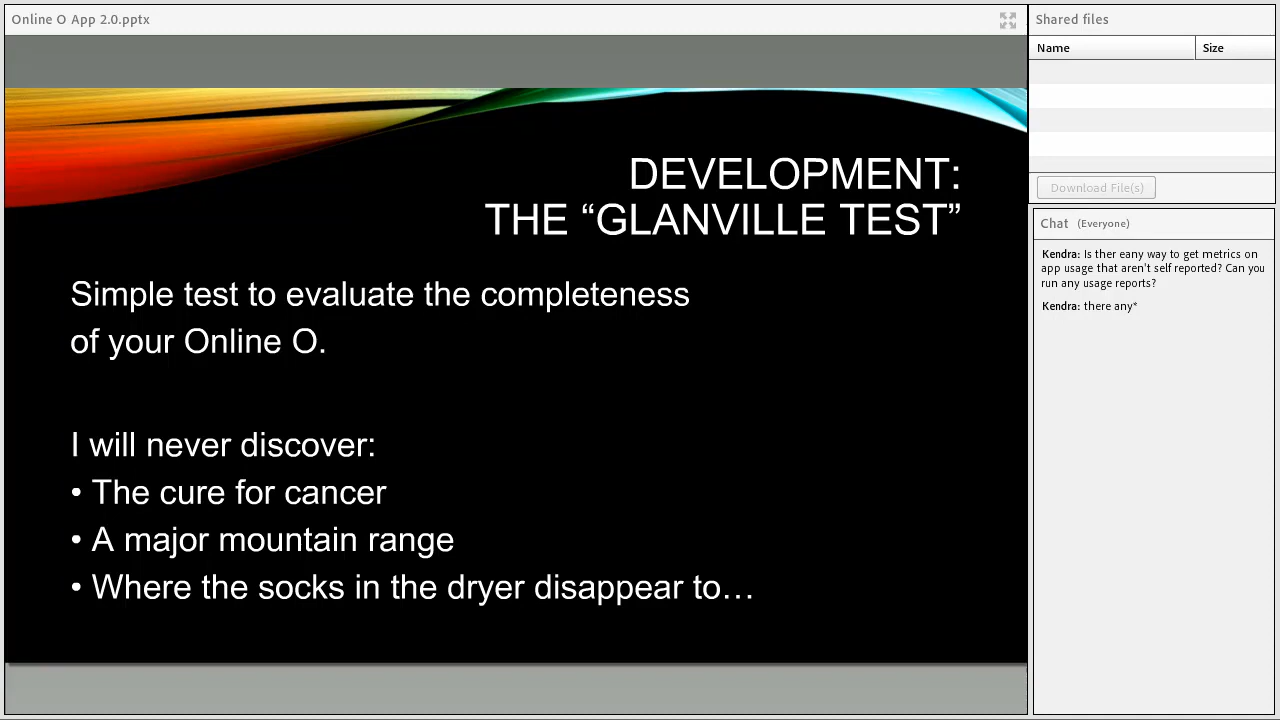 Online O App 2.0.pptx
DEVELOPMENT:
THE “GLANVILLE TEST”
Simple test to evaluate the completeness
of your Online O.
I will never discover:
• The cure for cancer
• A major mountain range
• Where the socks in the dryer disappear to…
Shared files
Name Size
Download File(s)
Chat (Everyone)
Kendra: Is ther eany way to get metrics on
app usage that aren't self reported? Can you
run any usage reports?
Kendra: there any*